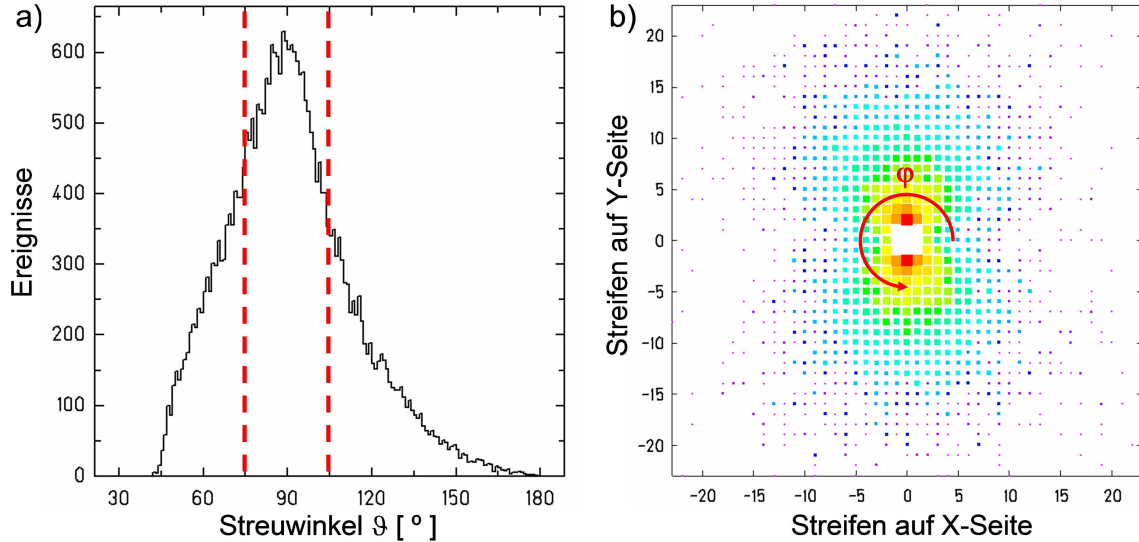 a)
Ereignisse
600
500
400
300
200
100
0
30 60 90 120 150 180
Streuwinkel ϑ [ ° ]
b)
Streifen auf Y-Seite
20
15
10
5
0
-5
-10
-15
-20
φ
-20 -15 -10 -5 0 5 10 15 20
Streifen auf X-Seite